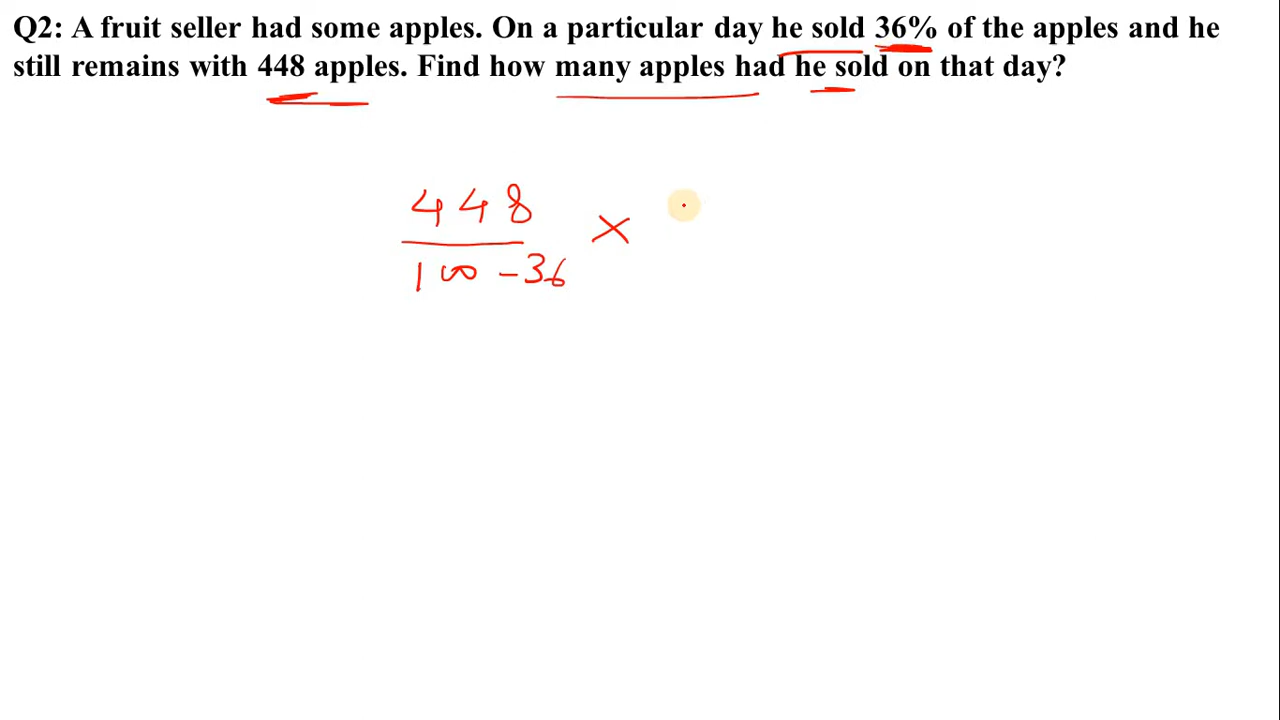 Q2: A fruit seller had some apples. On a particular day he sold 36% of the apples and he
still remains with 448 apples. Find how many apples had he sold on that day?
448
×
100 -36